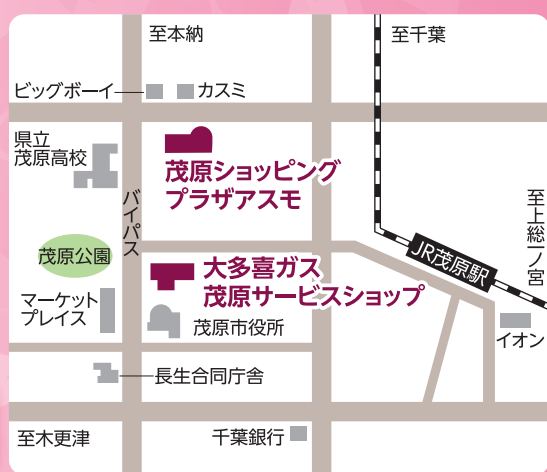 至本納
至千葉
ビッグボーイ
カスミ
県立
茂原高校
茂原ショッピング
プラザアスモ
バイパス
至上総一ノ宮
茂原公園
JR茂原駅
大多喜ガス
茂原サービスショップ
マーケット
プレイス
茂原市役所
イオン
長生合同庁舎
至木更津
千葉銀行